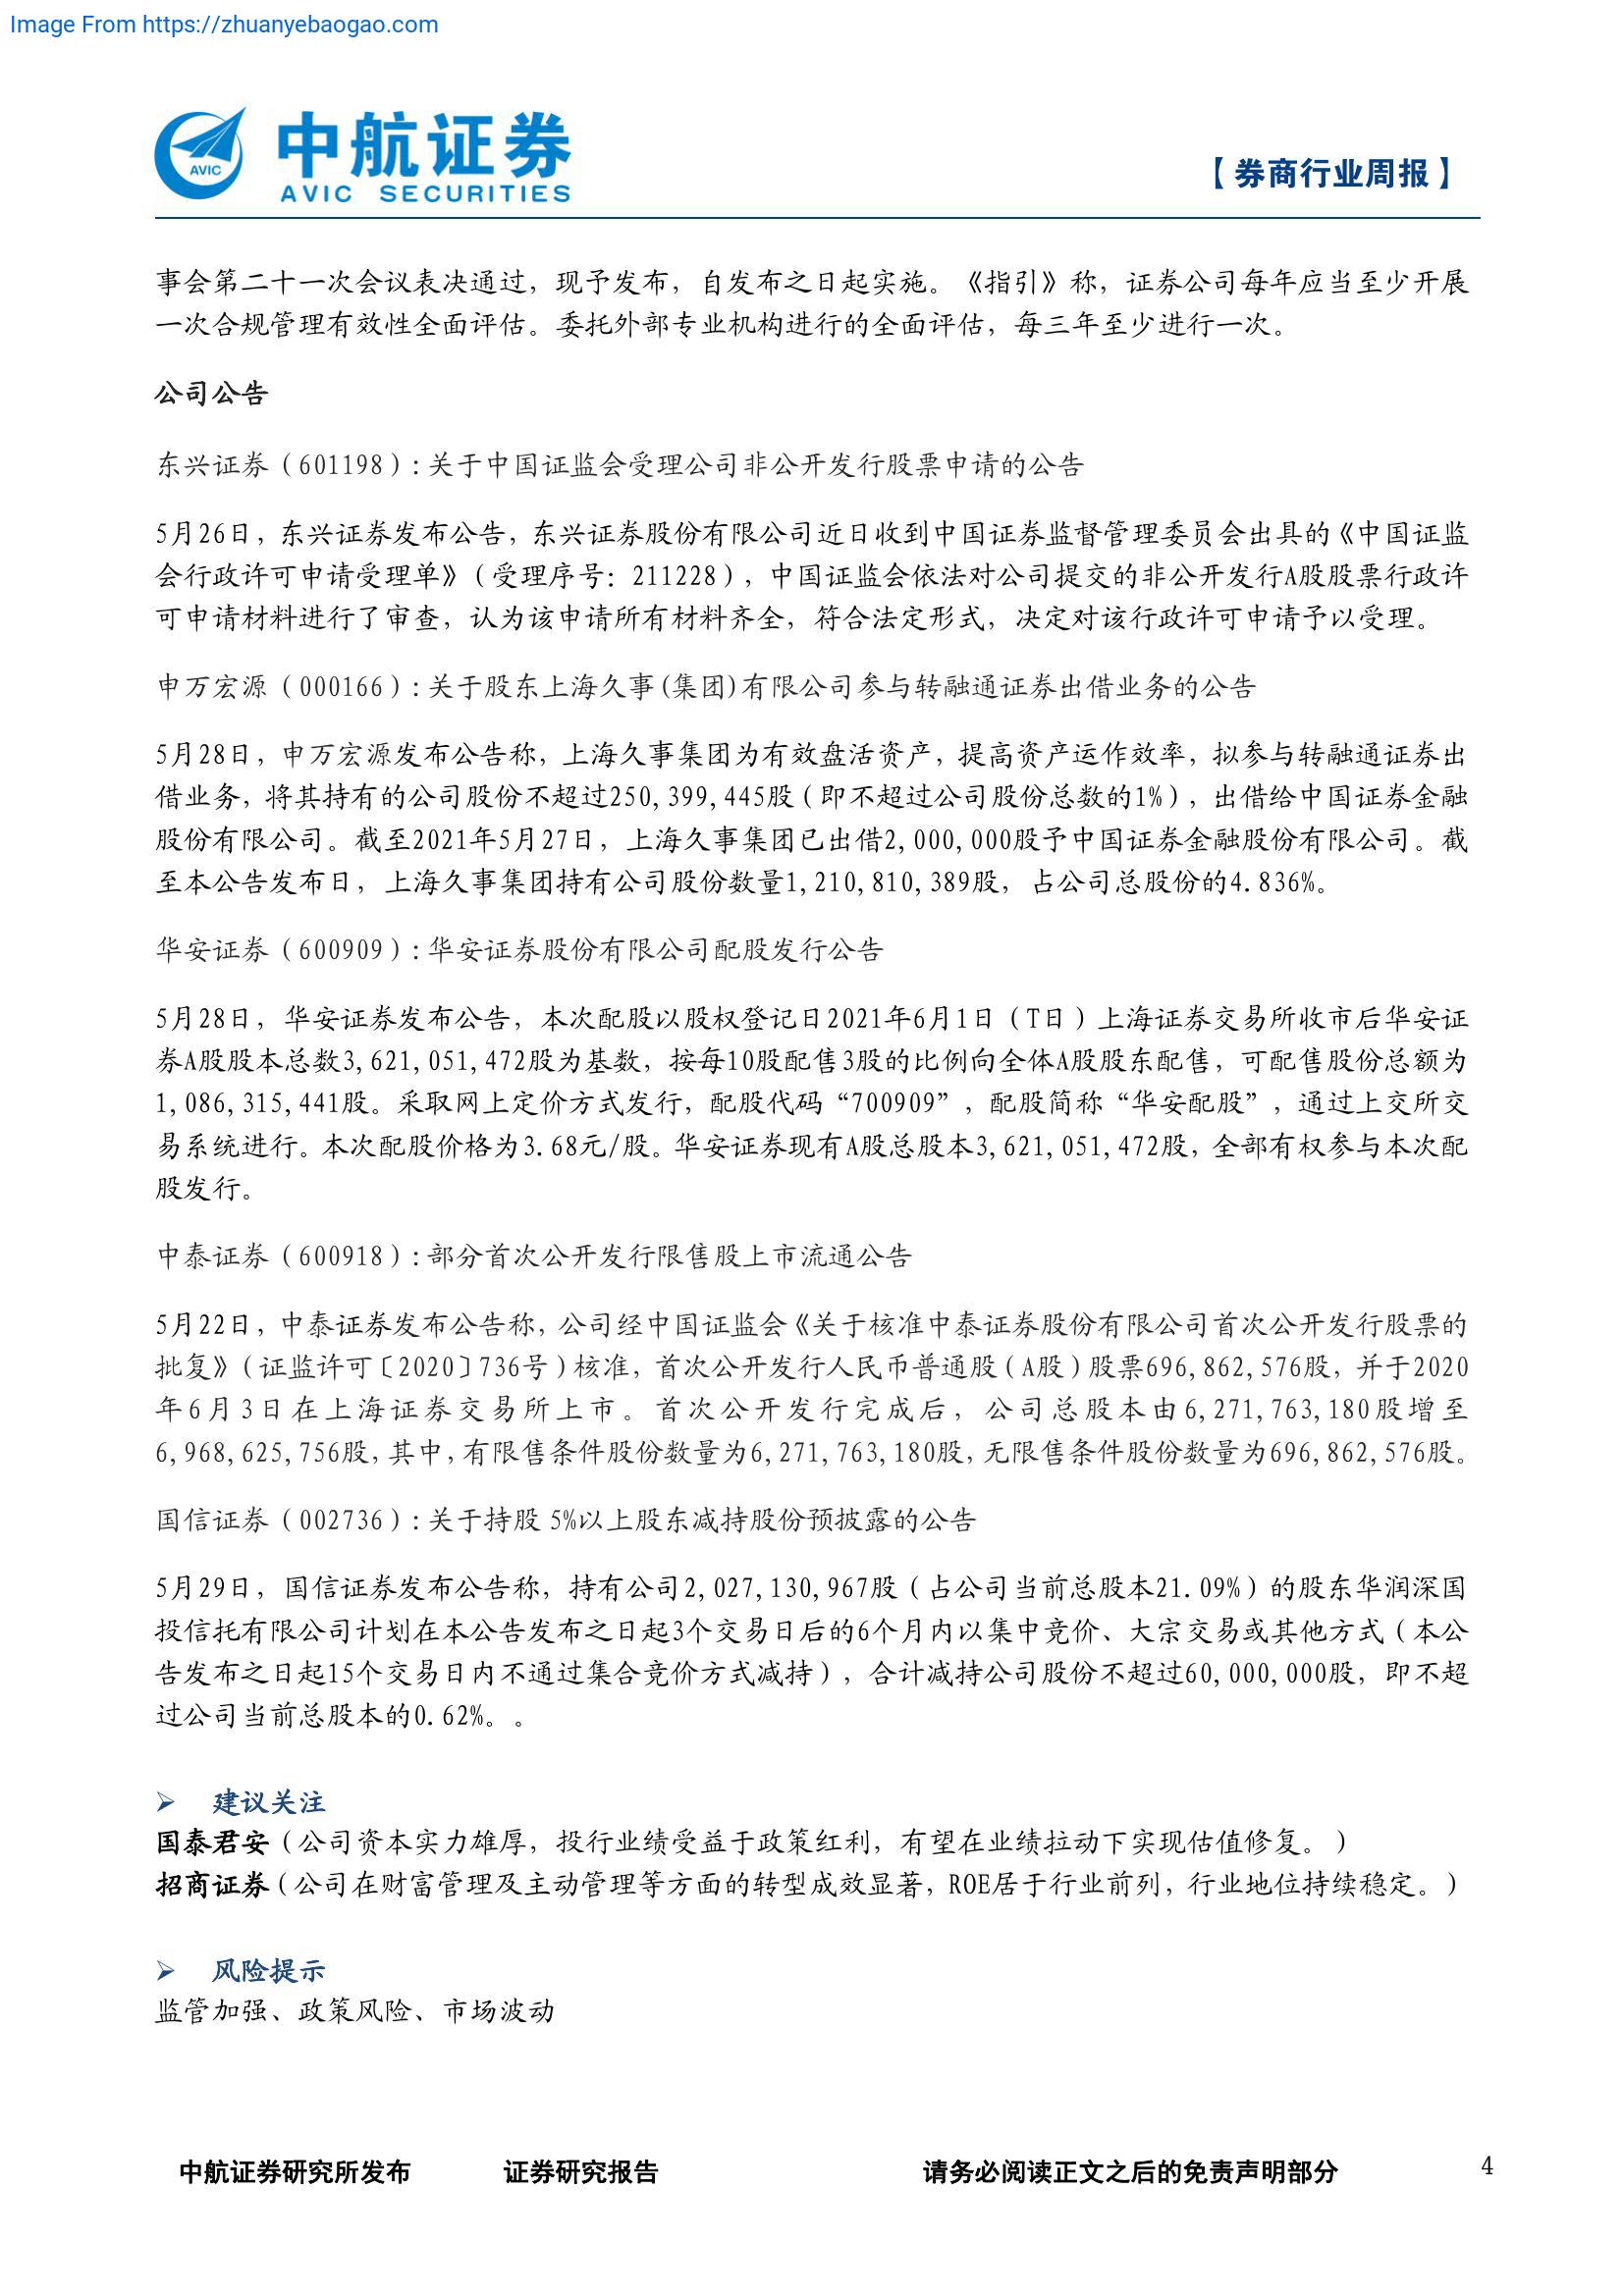 Image From https://zhuanyebaogao.com
AVIC
中航证券
AVIC SECURITIES
【券商行业周报】
事会第二十一次会议表决通过，现予发布，自发布之日起实施。《指引》称，证券公司每年应当至少开展
一次合规管理有效性全面评估。委托外部专业机构进行的全面评估，每三年至少进行一次。
公司公告
东兴证券（601198）:关于中国证监会受理公司非公开发行股票申请的公告
5月26日，东兴证券发布公告，东兴证券股份有限公司近日收到中国证券监督管理委员会出具的《中国证监
会行政许可申请受理单》（受理序号：211228），中国证监会依法对公司提交的非公开发行A股股票行政许
可申请材料进行了审查，认为该申请所有材料齐全，符合法定形式，决定对该行政许可申请予以受理。
申万宏源（000166）:关于股东上海久事(集团)有限公司参与转融通证券出借业务的公告
5月28日，申万宏源发布公告称，上海久事集团为有效盘活资产，提高资产运作效率，拟参与转融通证券出
借业务，将其持有的公司股份不超过250,399,445股（即不超过公司股份总数的1%），出借给中国证券金融
股份有限公司。截至2021年5月27日，上海久事集团已出借2,000,000股予中国证券金融股份有限公司。截
至本公告发布日，上海久事集团持有公司股份数量1,210,810,389股，占公司总股份的4.836%。
华安证券（600909）:华安证券股份有限公司配股发行公告
5月28日，华安证券发布公告，本次配股以股权登记日2021年6月1日（T日）上海证券交易所收市后华安证
券A股股本总数3,621,051,472股为基数，按每10股配售3股的比例向全体A股股东配售，可配售股份总额为
1,086,315,441股。采取网上定价方式发行，配股代码“700909”，配股简称“华安配股”，通过上交所交
易系统进行。本次配股价格为3.68元/股。华安证券现有A股总股本3,621,051,472股，全部有权参与本次配
股发行。
中泰证券（600918）:部分首次公开发行限售股上市流通公告
5月22日，中泰证券发布公告称，公司经中国证监会《关于核准中泰证券股份有限公司首次公开发行股票的
批复》（证监许可〔2020〕736号）核准，首次公开发行人民币普通股（A股）股票696,862,576股，并于2020
年6月3日在上海证券交易所上市。首次公开发行完成后，公司总股本由6,271,763,180股增至
6,968,625,756股，其中，有限售条件股份数量为6,271,763,180股，无限售条件股份数量为696,862,576股。
国信证券（002736）:关于持股 5%以上股东减持股份预披露的公告
5月29日，国信证券发布公告称，持有公司2,027,130,967股（占公司当前总股本21.09%）的股东华润深国
投信托有限公司计划在本公告发布之日起3个交易日后的6个月内以集中竞价、大宗交易或其他方式（本公
告发布之日起15个交易日内不通过集合竞价方式减持），合计减持公司股份不超过60,000,000股，即不超
过公司当前总股本的0.62%。。
➢ 建议关注
国泰君安（公司资本实力雄厚，投行业绩受益于政策红利，有望在业绩拉动下实现估值修复。）
招商证券（公司在财富管理及主动管理等方面的转型成效显著，ROE居于行业前列，行业地位持续稳定。）
➢ 风险提示
监管加强、政策风险、市场波动
中航证券研究所发布 证券研究报告 请务必阅读正文之后的免责声明部分 4